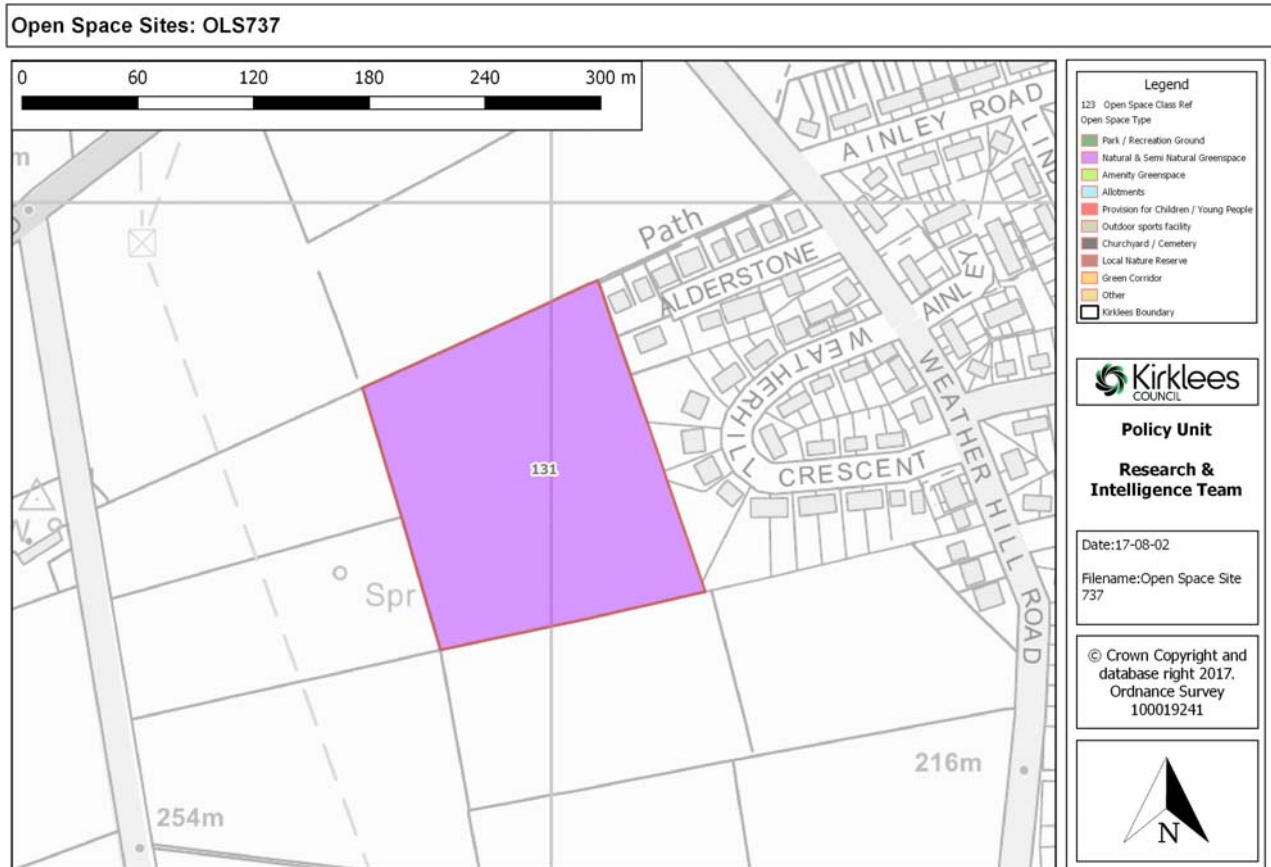 Open Space Sites: OLS737
0 60 120 180 240 300 m
m
Path
AINLEY ROAD
ALDERSTONE
AINLEY
WEATHERHILL
CRESCENT
WEATHER HILL ROAD
131
Spr
216m
254m
Legend
123 Open Space Class Ref
Open Space Type
Park / Recreation Ground
Natural & Semi Natural Greenspace
Amenity Greenspace
Allotments
Provision for Children / Young People
Outdoor sports facility
Churchyard / Cemetery
Local Nature Reserve
Green Corridor
Other
Kirklees Boundary
Kirklees
COUNCIL
Policy Unit
Research &
Intelligence Team
Date:17-08-02
Filename:Open Space Site
737
© Crown Copyright and
database right 2017.
Ordnance Survey
100019241
N